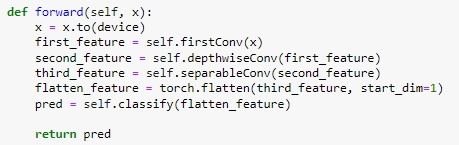 def forward(self, x):
    x = x.to(device)
    first_feature = self.firstConv(x)
    second_feature = self.depthwiseConv(first_feature)
    third_feature = self.separableConv(second_feature)
    flatten_feature = torch.flatten(third_feature, start_dim=1)
    pred = self.classify(flatten_feature)

    return pred